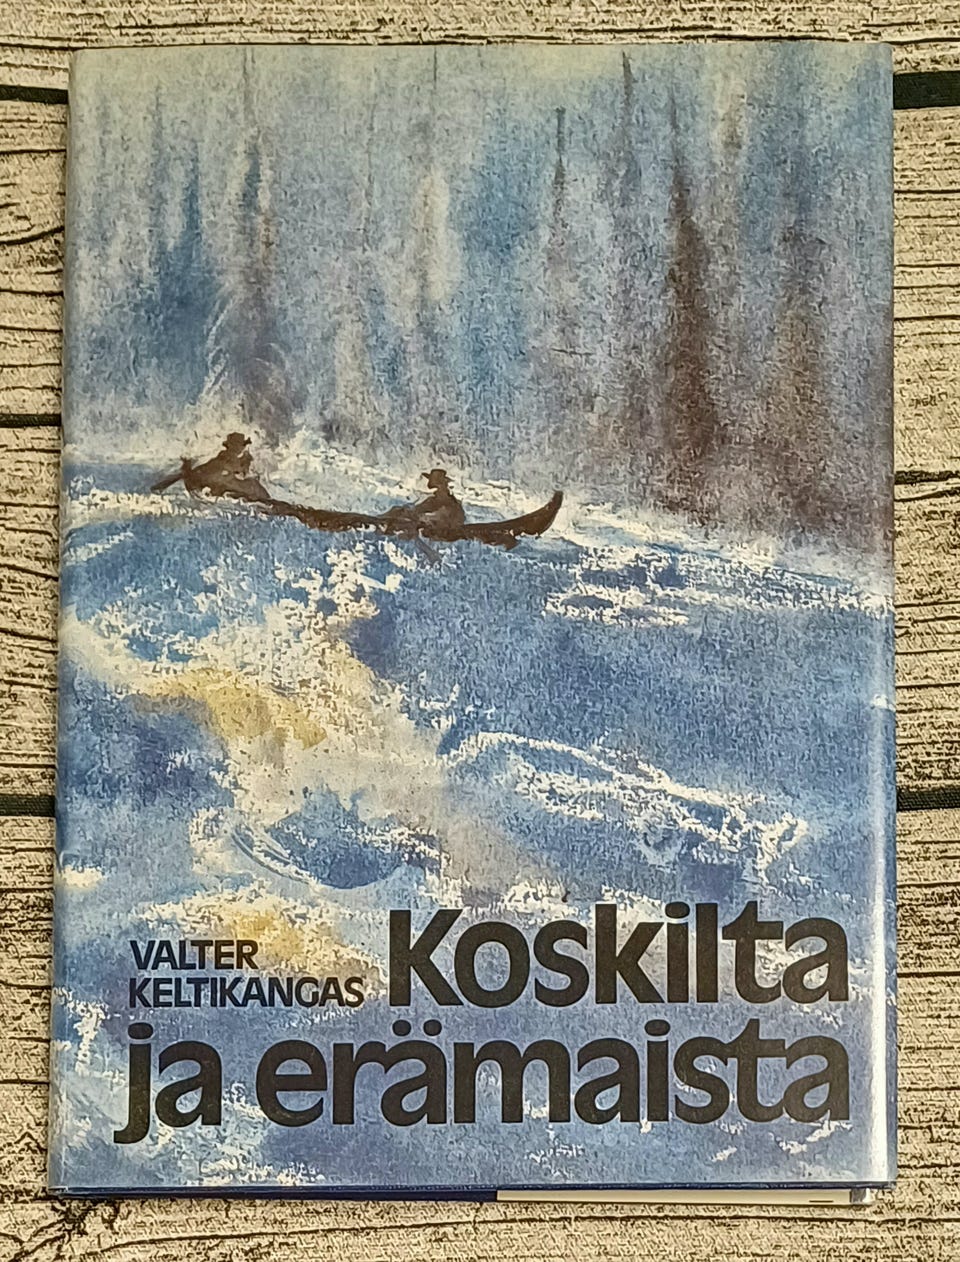 VALTER
KELTIKANGAS
Koskilta
ja erämaista